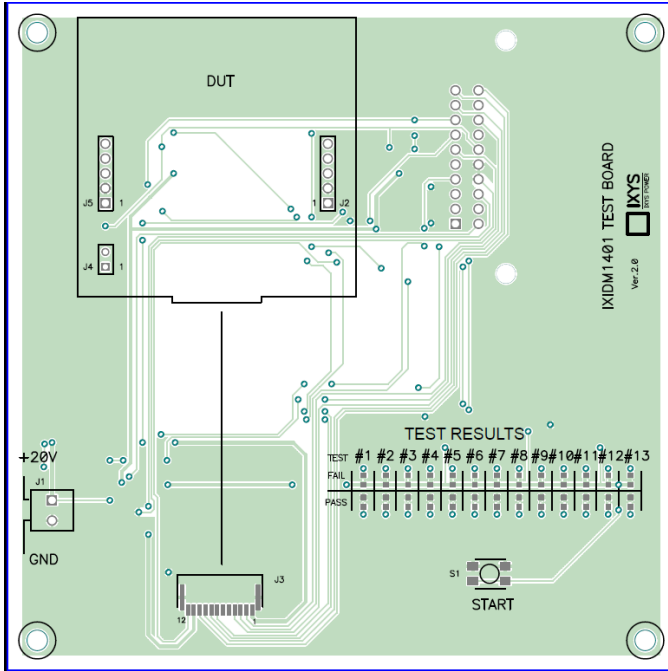 DUT
J5
1
1
J2
J4
1
IXIDM1401 TEST BOARD
Ver.2.0
IXYS
IXYS POWER
TEST RESULTS
TEST #1 #2 #3 #4 #5 #6 #7 #8 #9 #10 #11 #12 #13
FAIL
PASS
+20V
J1
GND
J3
12
1
S1
START